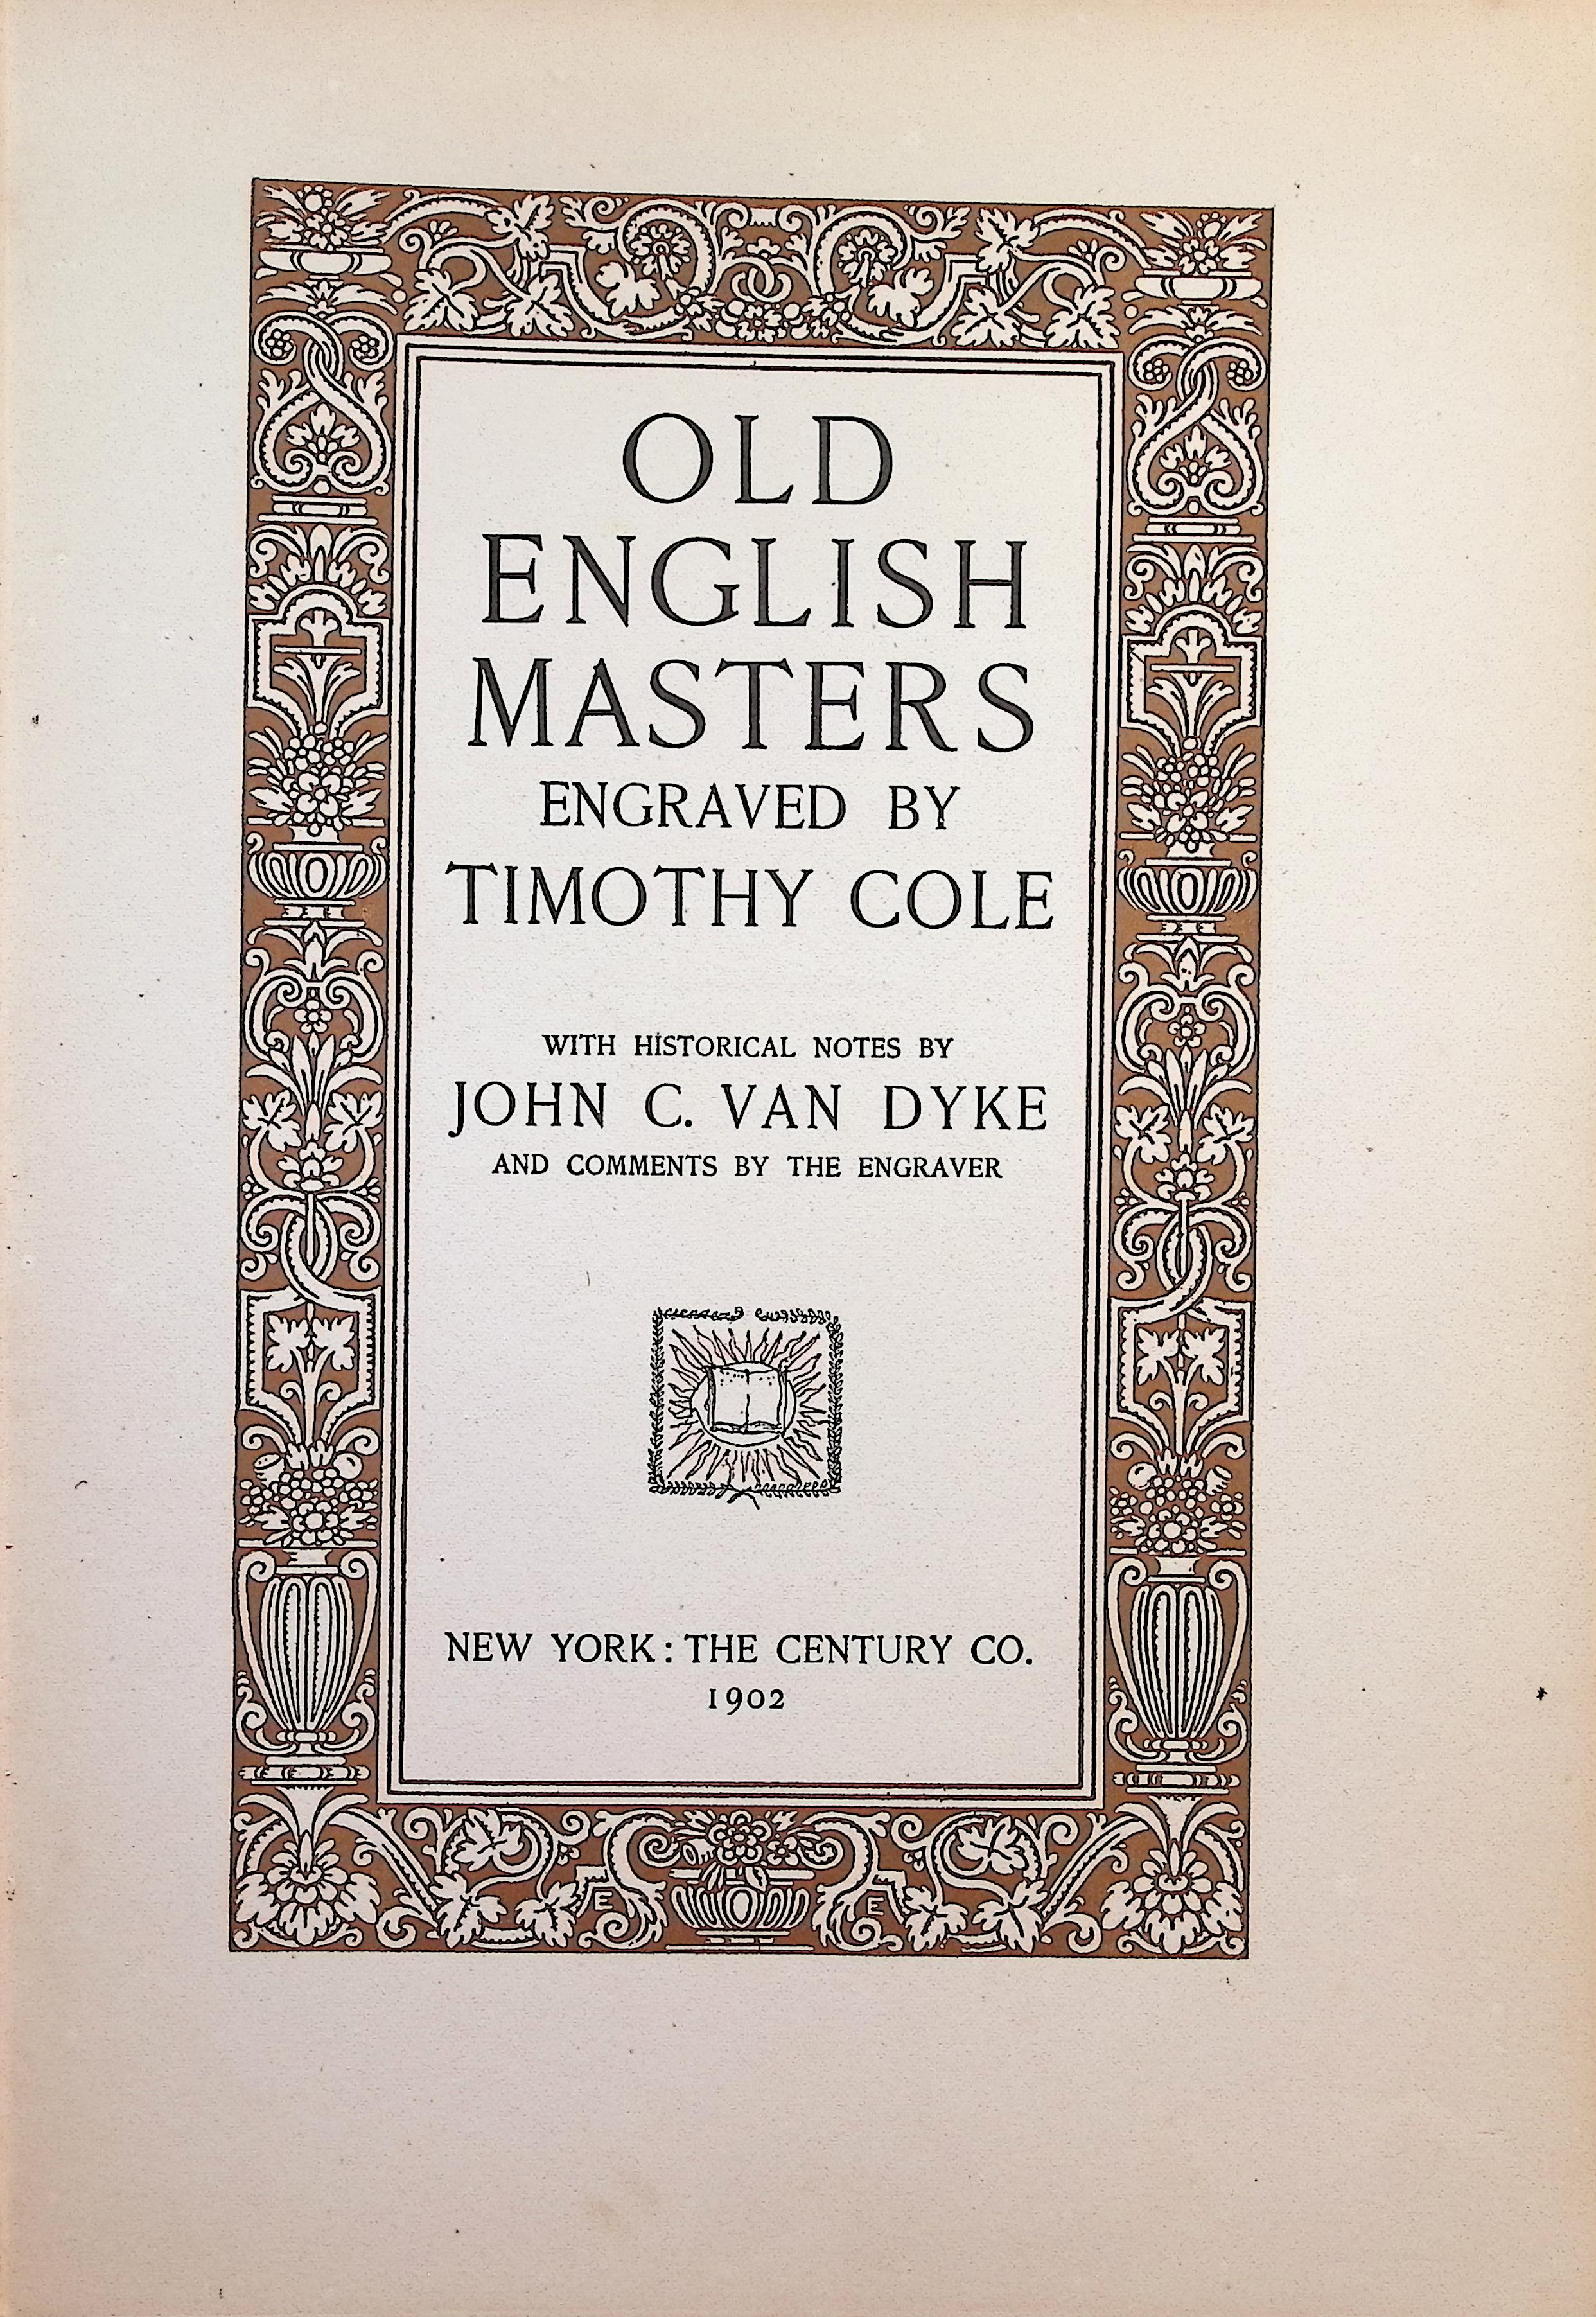 OLD
ENGLISH
MASTERS
ENGRAVED BY
TIMOTHY COLE
WITH HISTORICAL NOTES BY
JOHN C. VAN DYKE
AND COMMENTS BY THE ENGRAVER
NEW YORK: THE CENTURY CO.
1902
E E